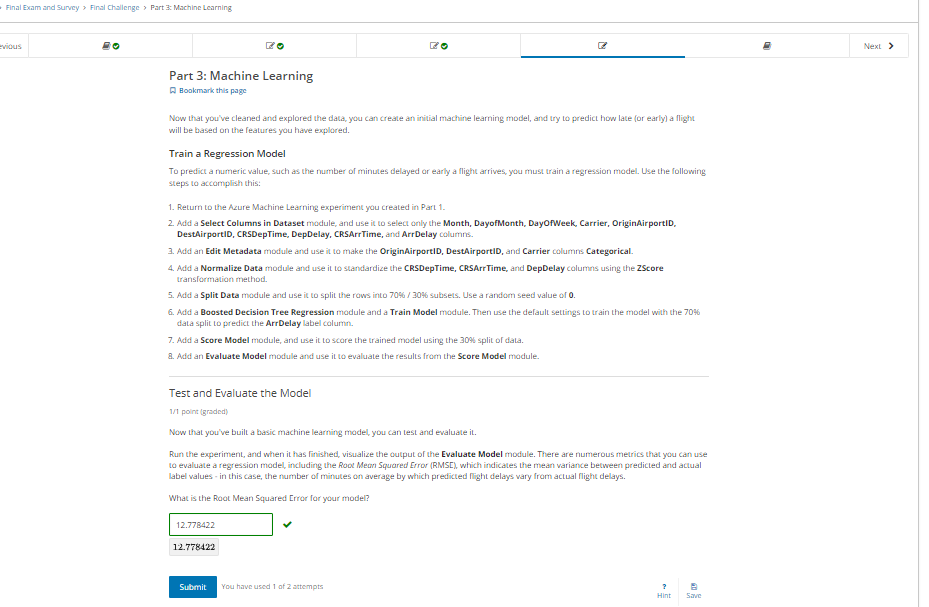 Final Exam and Survey > Final Challenge > Part 3: Machine Learning
evious
Next
Part 3: Machine Learning
Bookmark this page
Now that you've cleaned and explored the data, you can create an initial machine learning model, and try to predict how late (or early) a flight
will be based on the features you have explored.
Train a Regression Model
To predict a numeric value, such as the number of minutes delayed or early a flight arrives, you must train a regression model. Use the following
steps to accomplish this:
1. Return to the Azure Machine Learning experiment you created in Part 1.
2. Add a Select Columns in Dataset module, and use it to select only the Month, DayofMonth, DayOfWeek, Carrier, OriginAirportID,
DestAirportID, CRSDepTime, DepDelay, CRSArrTime, and ArrDelay columns.
3. Add an Edit Metadata module and use it to make the OriginAirportID, DestAirportID, and Carrier columns Categorical.
4. Add a Normalize Data module and use it to standardize the CRSDepTime, CRSArrTime, and DepDelay columns using the ZScore
transformation method.
5. Add a Split Data module and use it to split the rows into 70% / 30% subsets. Use a random seed value of 0.
6. Add a Boosted Decision Tree Regression module and a Train Model module. Then use the default settings to train the model with the 70%
data split to predict the ArrDelay label column.
7. Add a Score Model module, and use it to score the trained model using the 30% split of data.
8. Add an Evaluate Model module and use it to evaluate the results from the Score Model module.
Test and Evaluate the Model
1/1 point (graded)
Now that you've built a basic machine learning model, you can test and evaluate it.
Run the experiment, and when it has finished, visualize the output of the Evaluate Model module. There are numerous metrics that you can use
to evaluate a regression model, including the Root Mean Squared Error (RMSE), which indicates the mean variance between predicted and actual
label values - in this case, the number of minutes on average by which predicted flight delays vary from actual flight delays.
What is the Root Mean Squared Error for your model?
12.778422
12.778422
Submit
You have used 1 of 2 attempts
?
Hint
Save